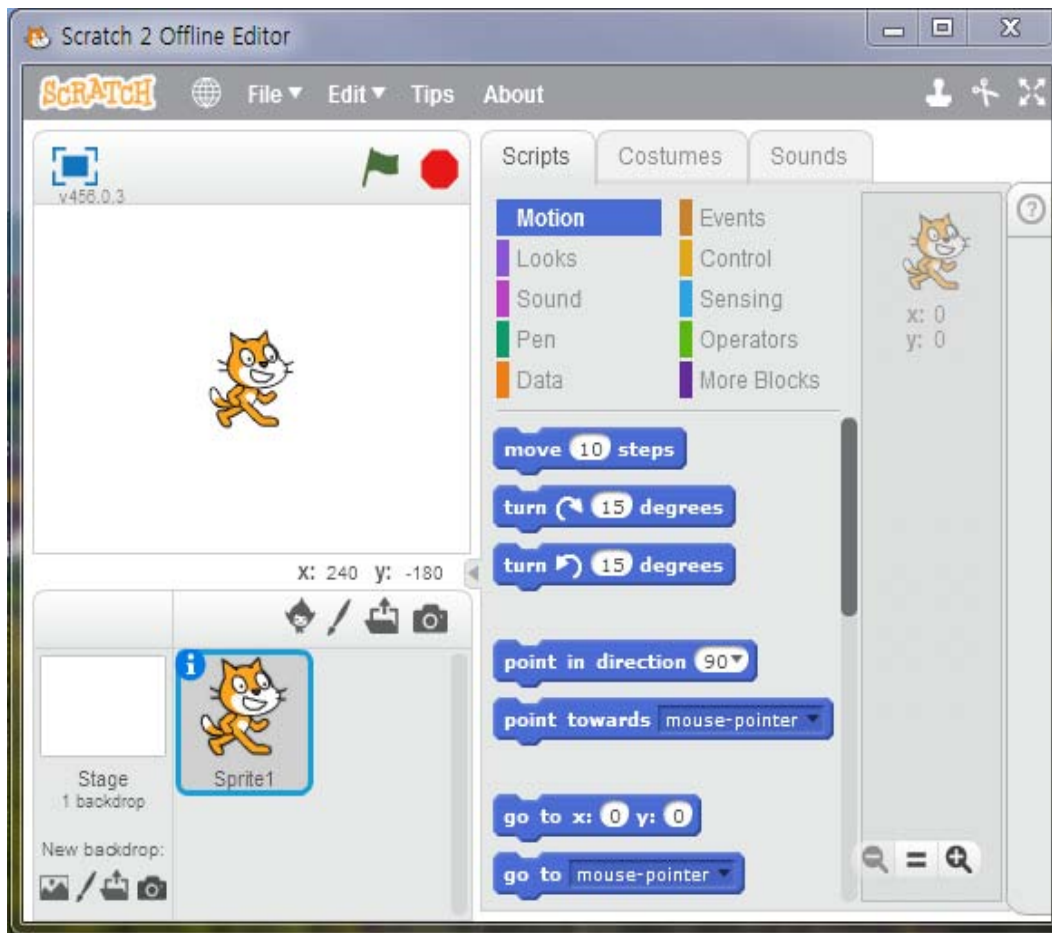 Scratch 2 Offline Editor
SCRATCH File Edit Tips About
v456.0.3
Scripts Costumes Sounds
Motion Events
Looks Control
Sound Sensing
Pen Operators
Data More Blocks
x: 0
y: 0
move 10 steps
turn 15 degrees
turn 15 degrees
point in direction 90
point towards mouse-pointer
go to x: 0 y: 0
go to mouse-pointer
X: 240 y: -180
Stage
1 backdrop
Sprite1
New backdrop: